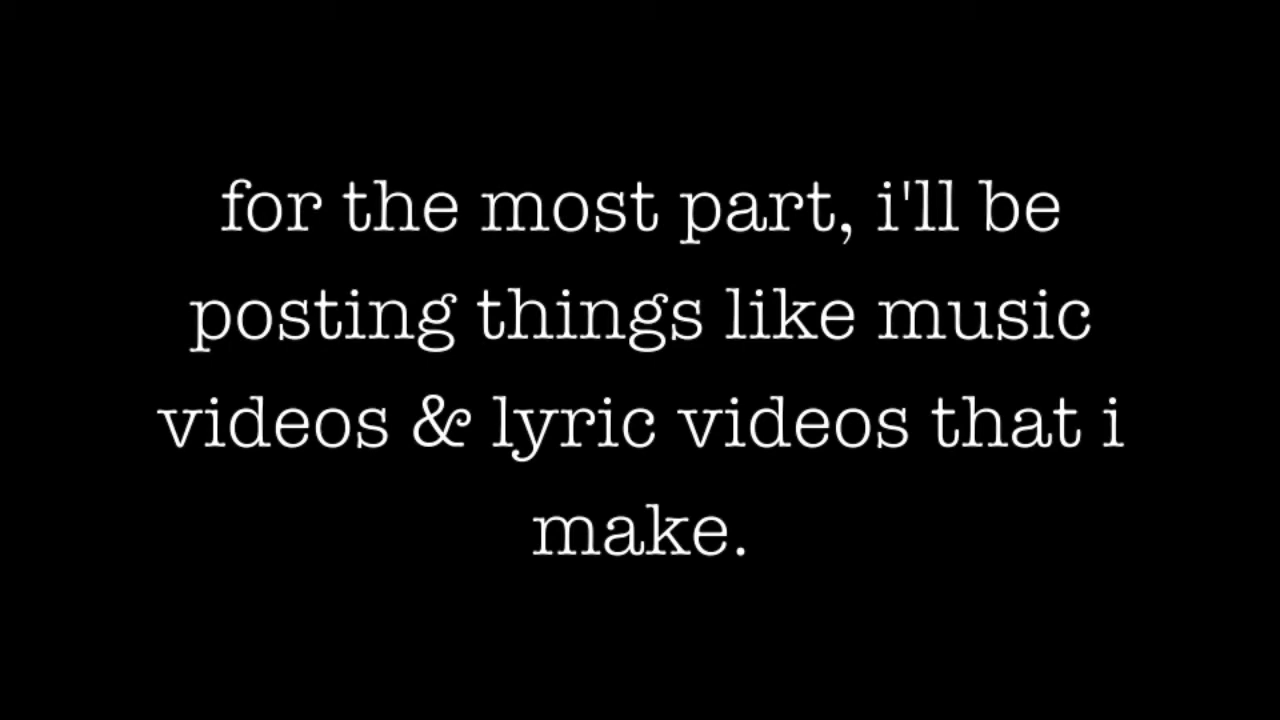 for the most part, i'll be
posting things like music
videos & lyric videos that i
make.